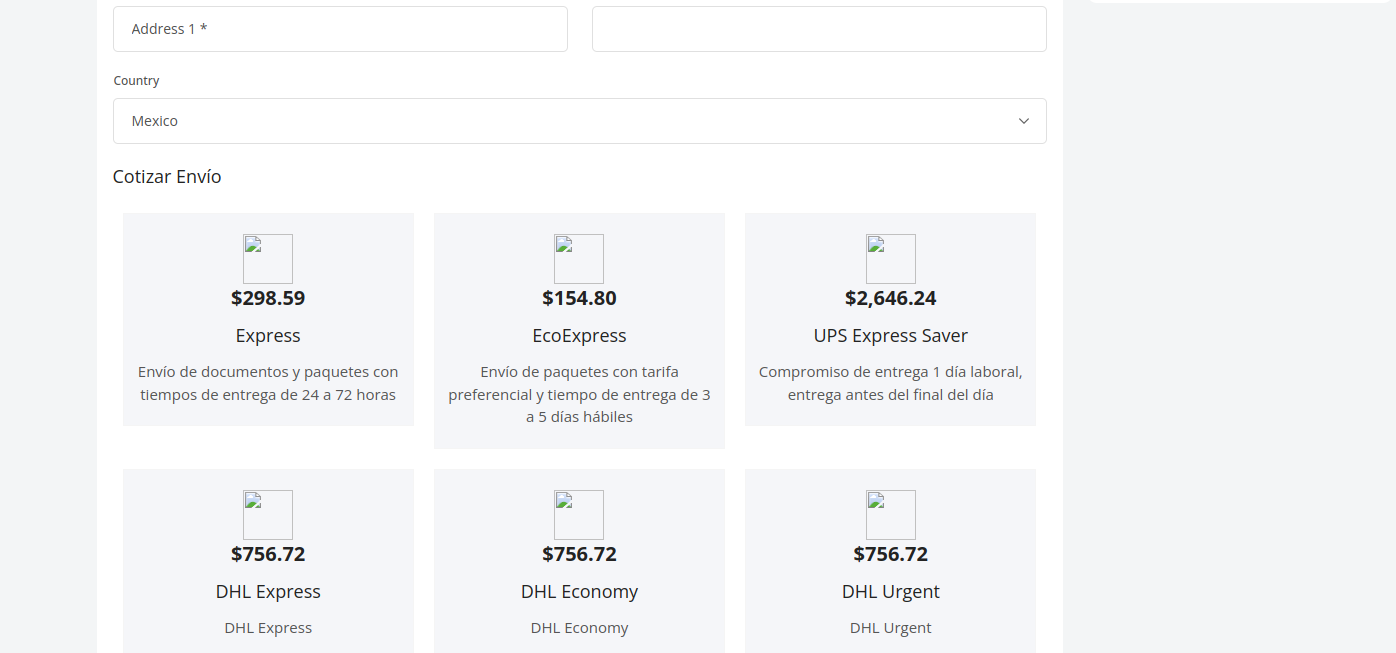 Address 1 *
Country
Mexico
Cotizar Envío
$298.59
Express
Envío de documentos y paquetes con
tiempos de entrega de 24 a 72 horas
$154.80
EcoExpress
Envío de paquetes con tarifa
preferencial y tiempo de entrega de 3
a 5 días hábiles
$2,646.24
UPS Express Saver
Compromiso de entrega 1 día laboral,
entrega antes del final del día
$756.72
DHL Express
DHL Express
$756.72
DHL Economy
DHL Economy
$756.72
DHL Urgent
DHL Urgent